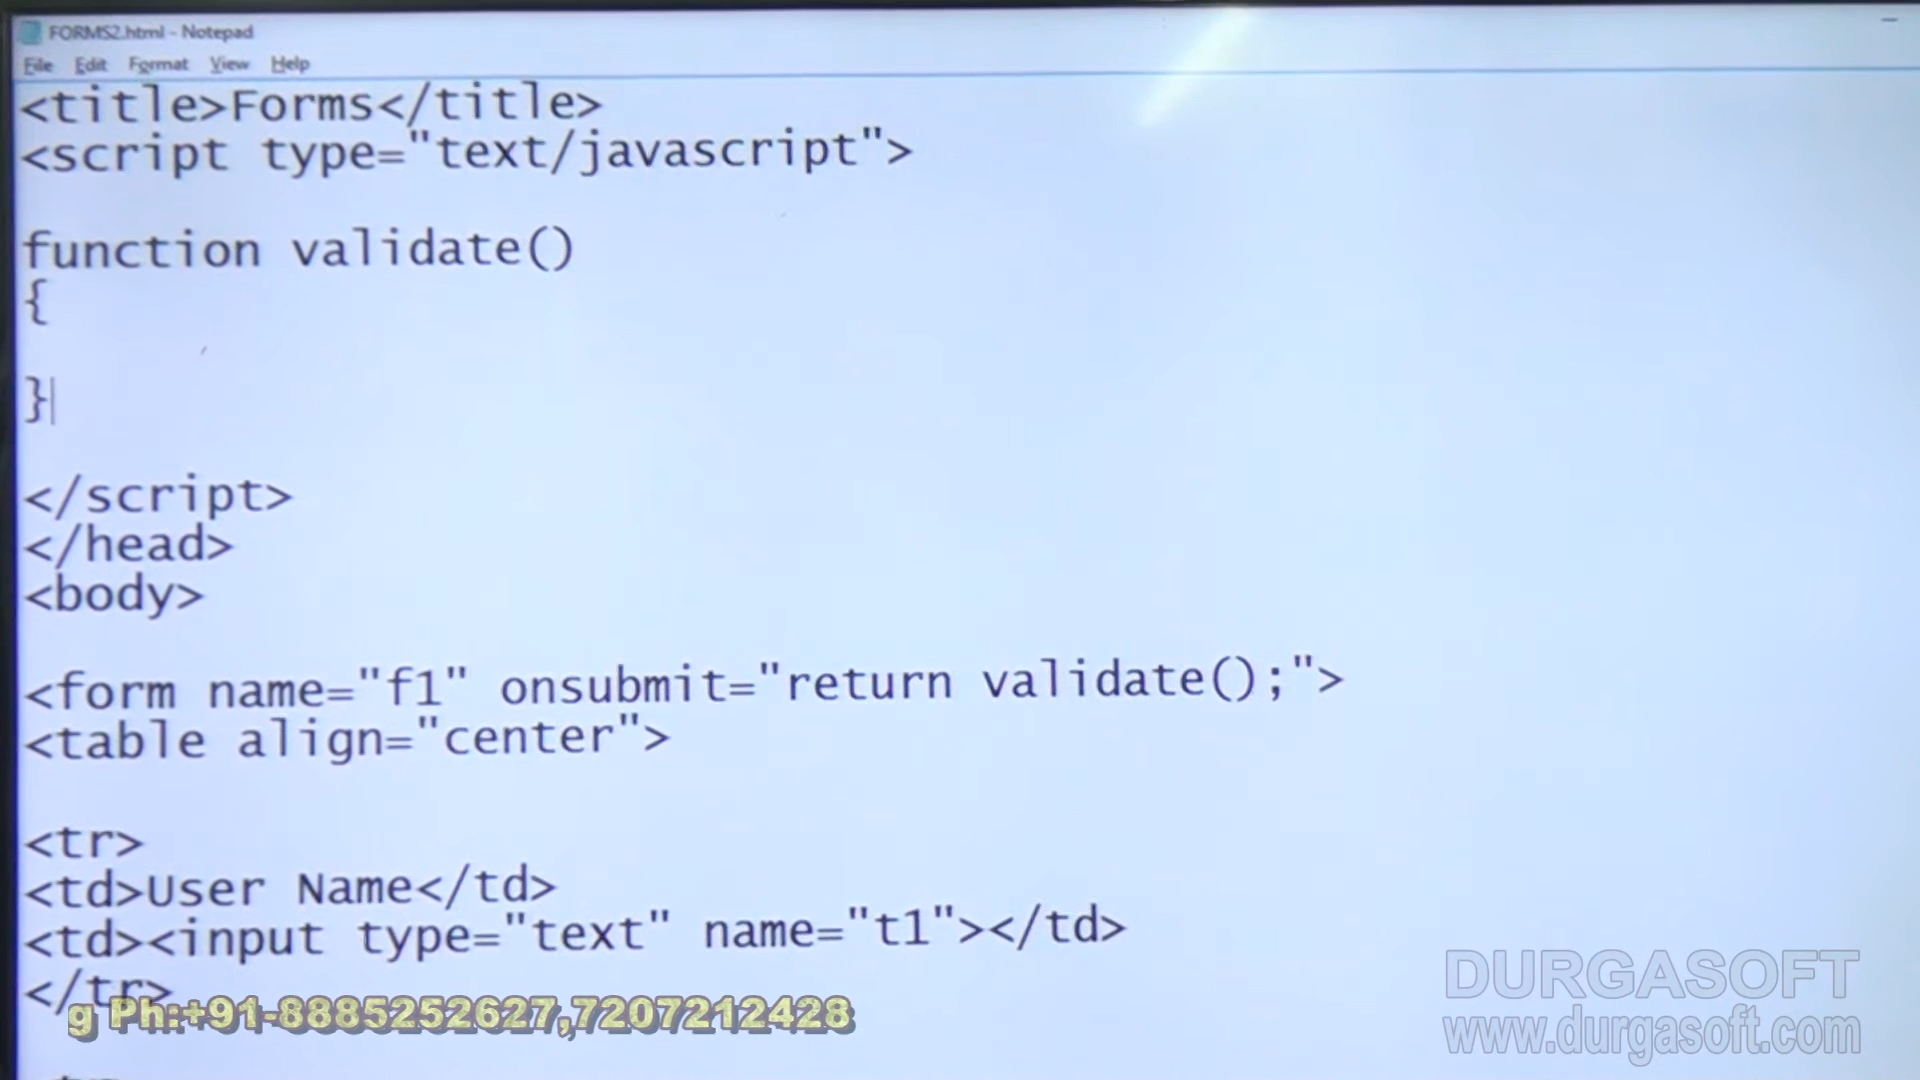 FORMS2.html - Notepad
File Edit Format View Help
<title>Forms</title>
<script type="text/javascript">
function validate()
{
}
</script>
</head>
<body>
<form name="f1" onsubmit="return validate();">
<table align="center">
<tr>
<td>User Name</td>
<td><input type="text" name="t1"></td>
</tr>
g Ph:+91-8885252627,7207212428
DURGASOFT
www.durgasoft.com